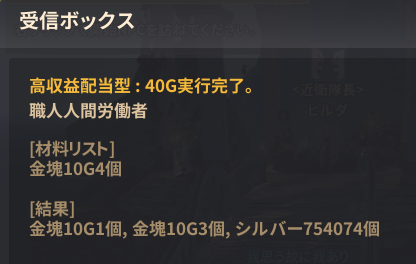 受信ボックス
高収益配当型 : 40G実行完了。
職人人間労働者
[材料リスト]
金塊10G4個
[結果]
金塊10G1個, 金塊10G3個, シルバー754074個